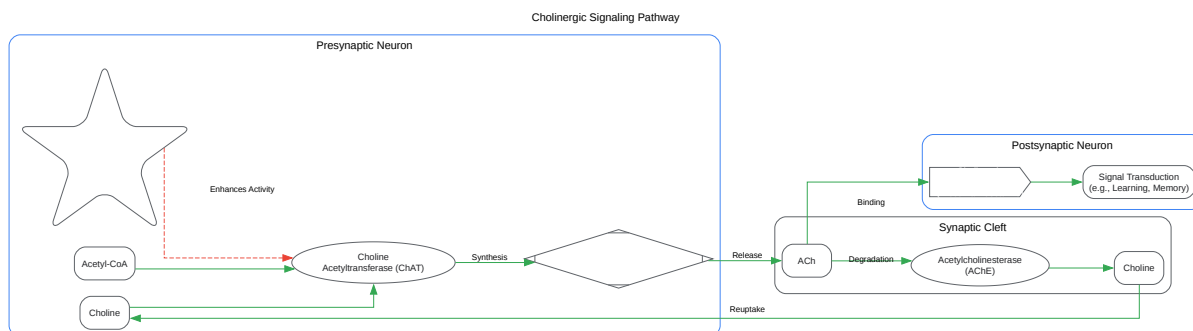 Cholinergic Signaling Pathway
Presynaptic Neuron
Enhances Activity
Acetyl-CoA
Choline
Acetyltransferase (ChAT)
Synthesis
Choline
Release
Reuptake
Postsynaptic Neuron
Signal Transduction
(e.g., Learning, Memory)
Binding
Synaptic Cleft
ACh
Degradation
Acetylcholinesterase
(AChE)
Choline